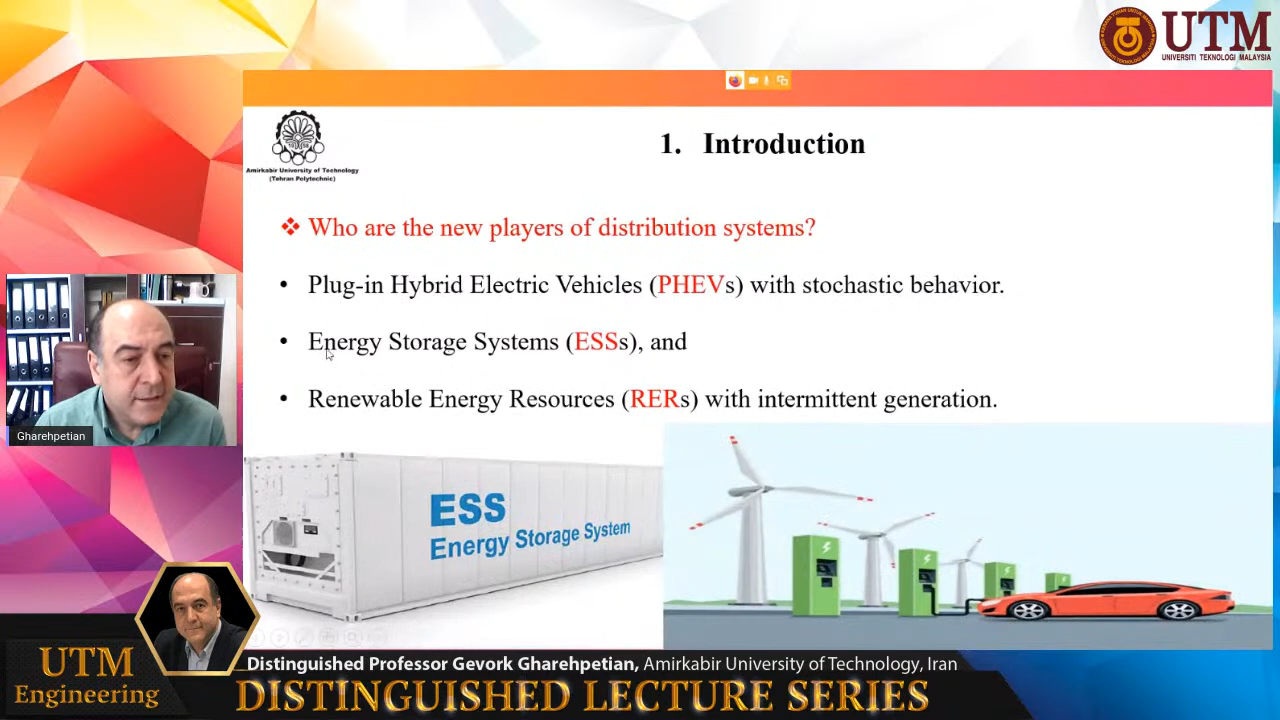 UTM
UNIVERSITI TEKNOLOGI MALAYSIA
Amirkabir University of Technology
(Tehran Polytechnic)
1. Introduction
❖ Who are the new players of distribution systems?
• Plug-in Hybrid Electric Vehicles (PHEVs) with stochastic behavior.
• Energy Storage Systems (ESSs), and
• Renewable Energy Resources (RERs) with intermittent generation.
Gharehpetian
ESS
Energy Storage System
UTM
Engineering
Distinguished Professor Gevork Gharehpetian, Amirkabir University of Technology, Iran
DISTINGUISHED LECTURE SERIES